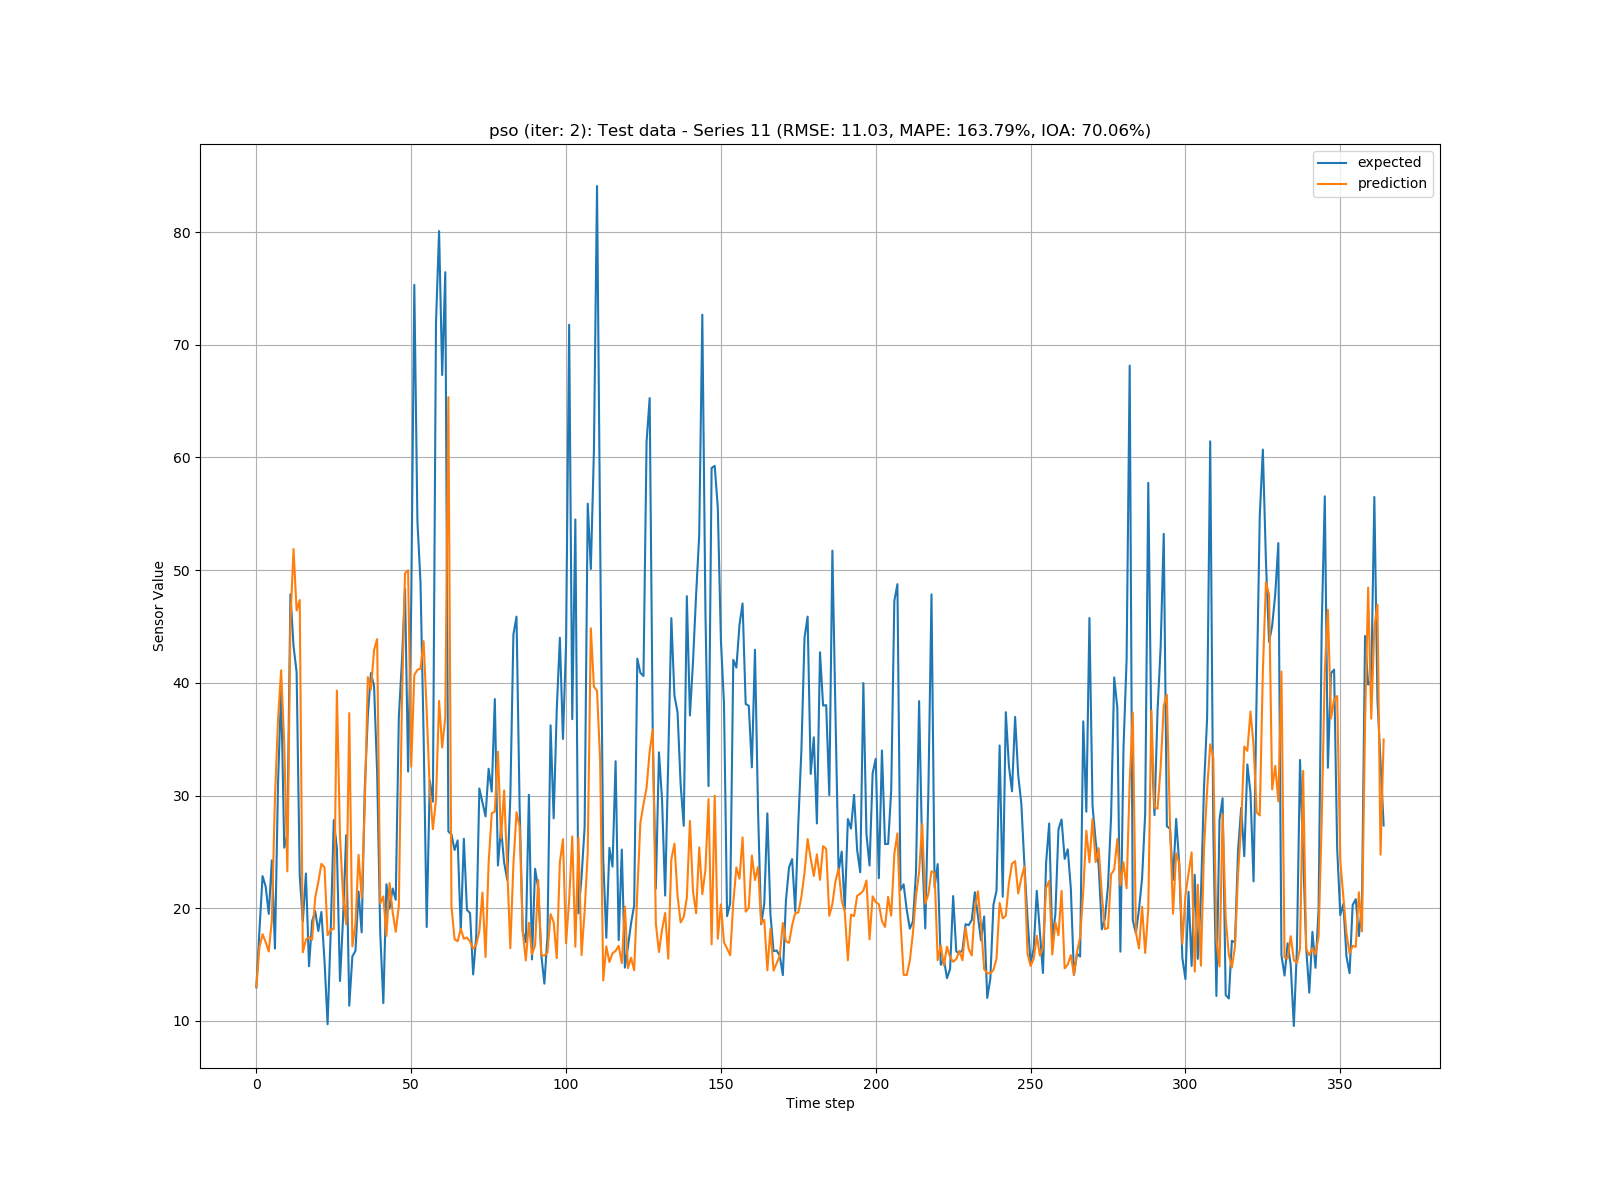 pso (iter: 2): Test data - Series 11 (RMSE: 11.03, MAPE: 163.79%, IOA: 70.06%)
expected
prediction
80
70
60
50
40
30
20
10
Sensor Value
0 50 100 150 200 250 300 350
Time step